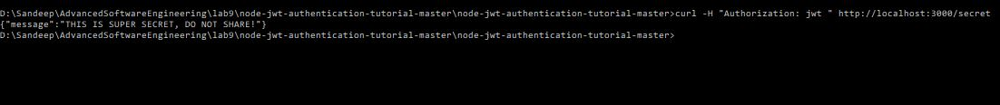 D:\Sandeep\AdvancedSoftwareEngineering\lab9\node-jwt-authentication-tutorial-master\node-jwt-authentication-tutorial-master>curl -H "Authorization: jwt " http://localhost:3000/secret
{"message":"THIS IS SUPER SECRET, DO NOT SHARE!"}
D:\Sandeep\AdvancedSoftwareEngineering\lab9\node-jwt-authentication-tutorial-master\node-jwt-authentication-tutorial-master>